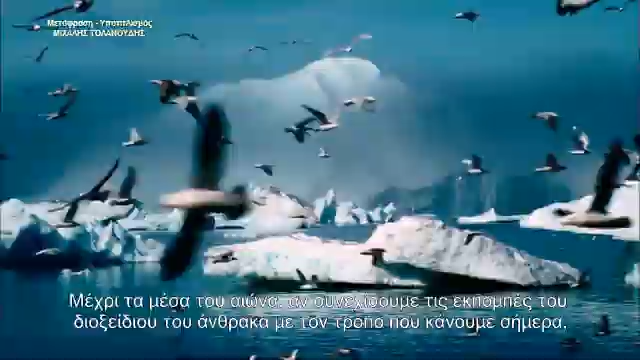 Μετάφραση - Υποτιτλισμός
ΜΙΧΑΛΗΣ ΤΟΛΑΝΟΥΔΗΣ
Μέχρι τα μέσα του αιώνα, αν συνεχίσουμε τις εκπομπές του
διοξείδιου του άνθρακα με τον τρόπο που κάνουμε σήμερα,